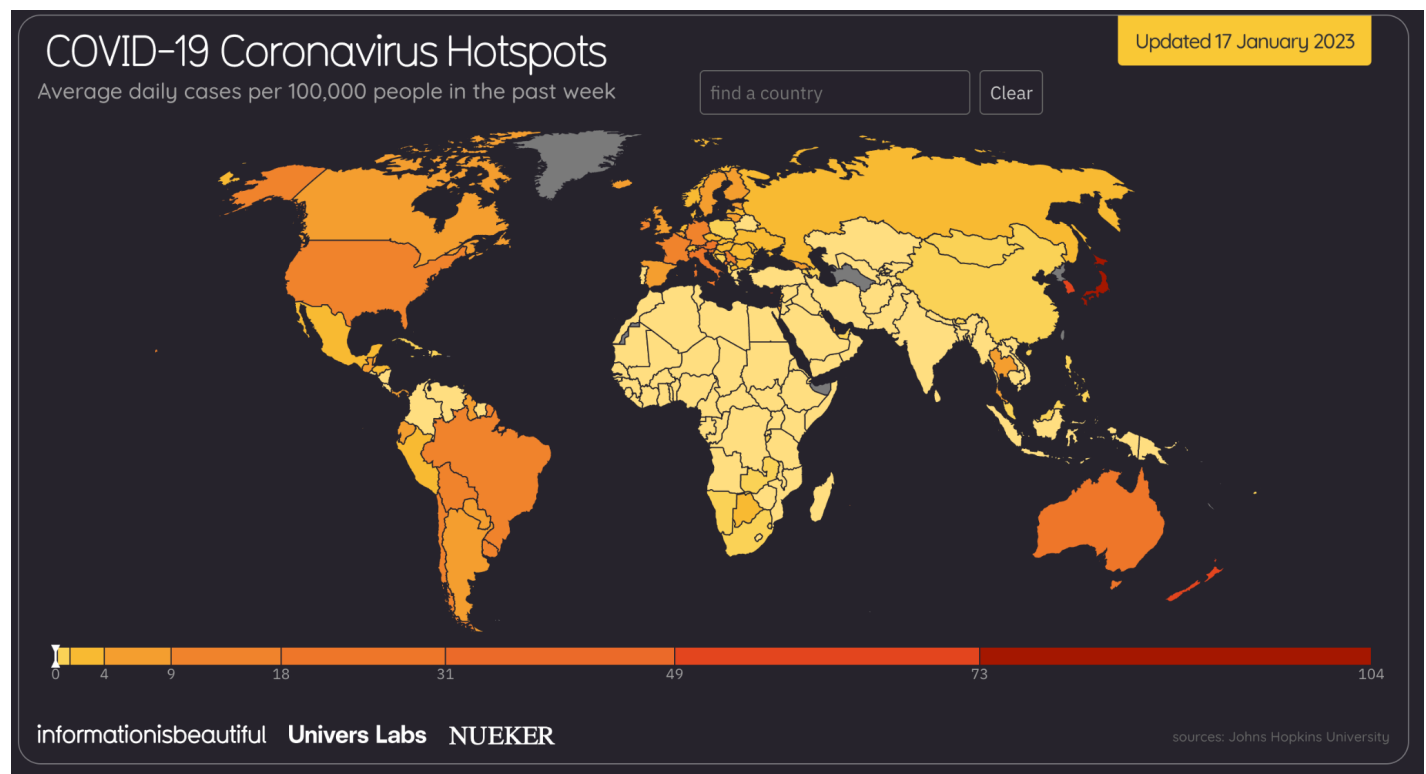 COVID-19 Coronavirus Hotspots
Updated 17 January 2023
Average daily cases per 100,000 people in the past week
find a country
Clear
0 4 9 18 31 49 73 104
informationisbeautiful Univers Labs NUEKER
sources: Johns Hopkins University